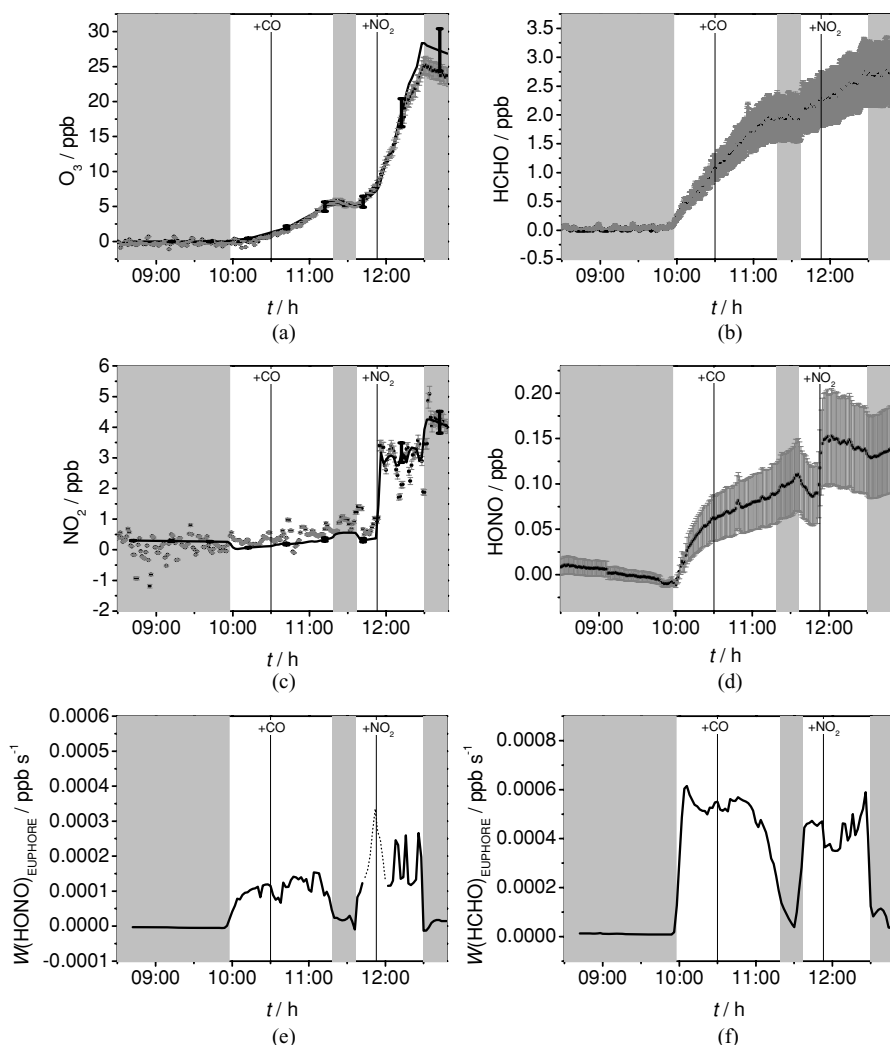 +CO +NO₂
30
25
20
15
10
5
0
O₃ / ppb
09:00 10:00 11:00 12:00
t / h
(a)
+CO +NO₂
3.5
3.0
2.5
2.0
1.5
1.0
0.5
0.0
-0.5
HCHO / ppb
09:00 10:00 11:00 12:00
t / h
(b)
+CO +NO₂
6
5
4
3
2
1
0
-1
-2
NO₂ / ppb
09:00 10:00 11:00 12:00
t / h
(c)
+CO +NO₂
0.20
0.15
0.10
0.05
0.00
HONO / ppb
09:00 10:00 11:00 12:00
t / h
(d)
+CO +NO₂
0.0006
0.0005
0.0004
0.0003
0.0002
0.0001
0.0000
-0.0001
W(HONO)EUPHORE / ppb s⁻¹
09:00 10:00 11:00 12:00
t / h
(e)
+CO +NO₂
0.0008
0.0006
0.0004
0.0002
0.0000
W(HCHO)EUPHORE / ppb s⁻¹
09:00 10:00 11:00 12:00
t / h
(f)